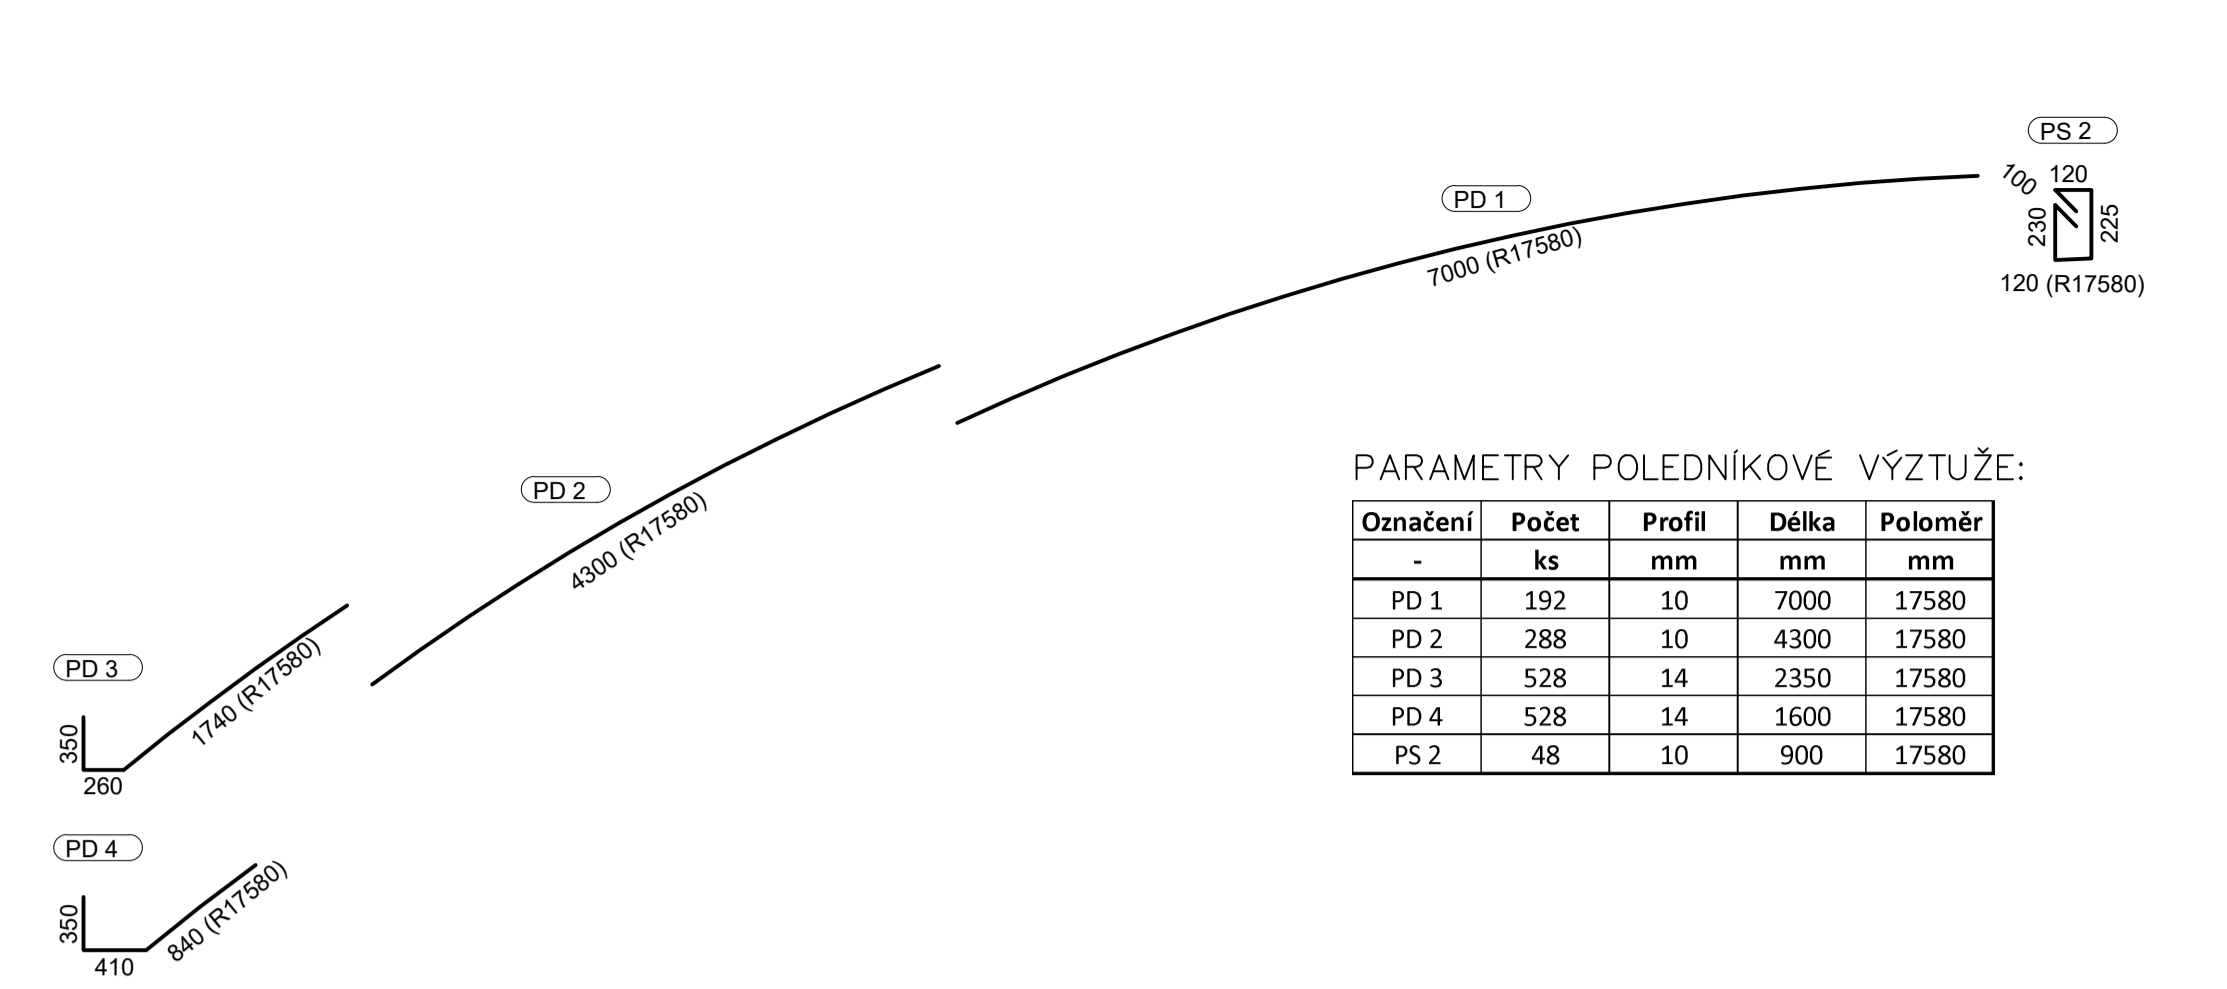 PS 2
100
120
230
225
120 (R17580)
PD 1
7000 (R17580)
PD 2
4300 (R17580)
PD 3
350
260
1740 (R17580)
PD 4
350
410
840 (R17580)
PARAMETRY POLEDNÍKOVÉ VÝZTUŽE:
Označení Počet Profil Délka Poloměr
- ks mm mm mm
PD 1 192 10 7000 17580
PD 2 288 10 4300 17580
PD 3 528 14 2350 17580
PD 4 528 14 1600 17580
PS 2 48 10 900 17580